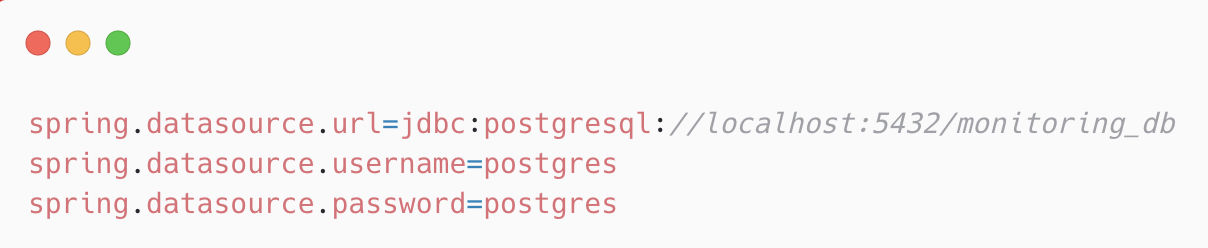 spring.datasource.url=jdbc:postgresql://localhost:5432/monitoring_db
spring.datasource.username=postgres
spring.datasource.password=postgres